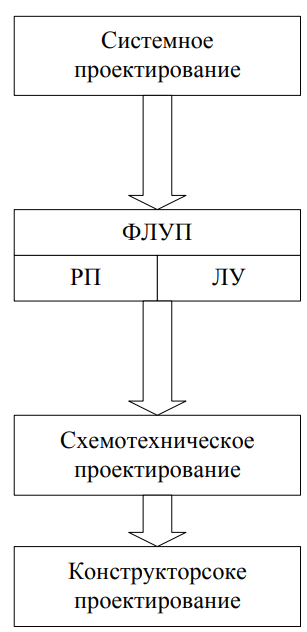 Системное
проектирование
ФЛУП
РП ЛУ
Схемотехническое
проектирование
Конструкторсоке
проектирование